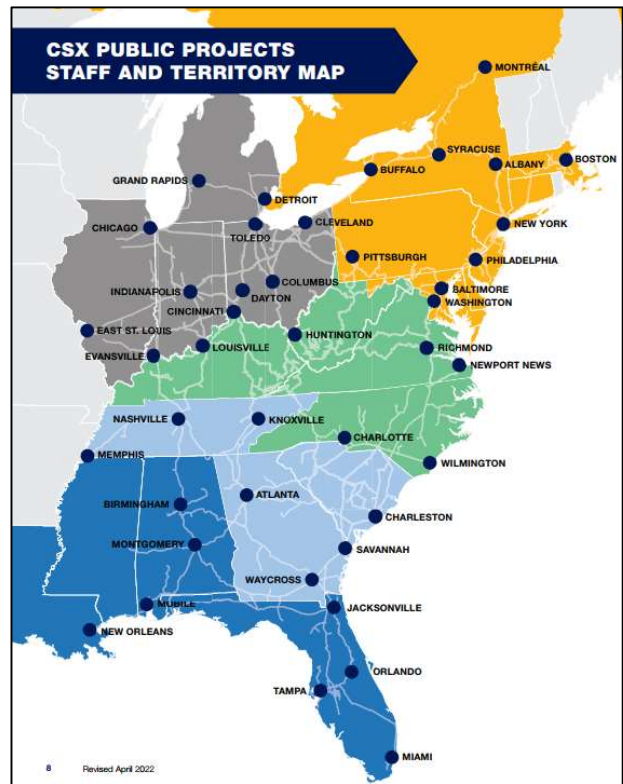 CSX PUBLIC PROJECTS
STAFF AND TERRITORY MAP
MONTRÉAL
SYRACUSE
BUFFALO
ALBANY
BOSTON
GRAND RAPIDS
DETROIT
CHICAGO
TOLEDO
CLEVELAND
NEW YORK
PITTSBURGH
PHILADELPHIA
COLUMBUS
BALTIMORE
INDIANAPOLIS
DAYTON
WASHINGTON
CINCINNATI
EAST ST. LOUIS
HUNTINGTON
LOUISVILLE
RICHMOND
EVANSVILLE
NEWPORT NEWS
NASHVILLE
KNOXVILLE
CHARLOTTE
MEMPHIS
WILMINGTON
ATLANTA
BIRMINGHAM
CHARLESTON
MONTGOMERY
SAVANNAH
WAYCROSS
MOBILE
JACKSONVILLE
NEW ORLEANS
ORLANDO
TAMPA
MIAMI
8 Revised April 2022